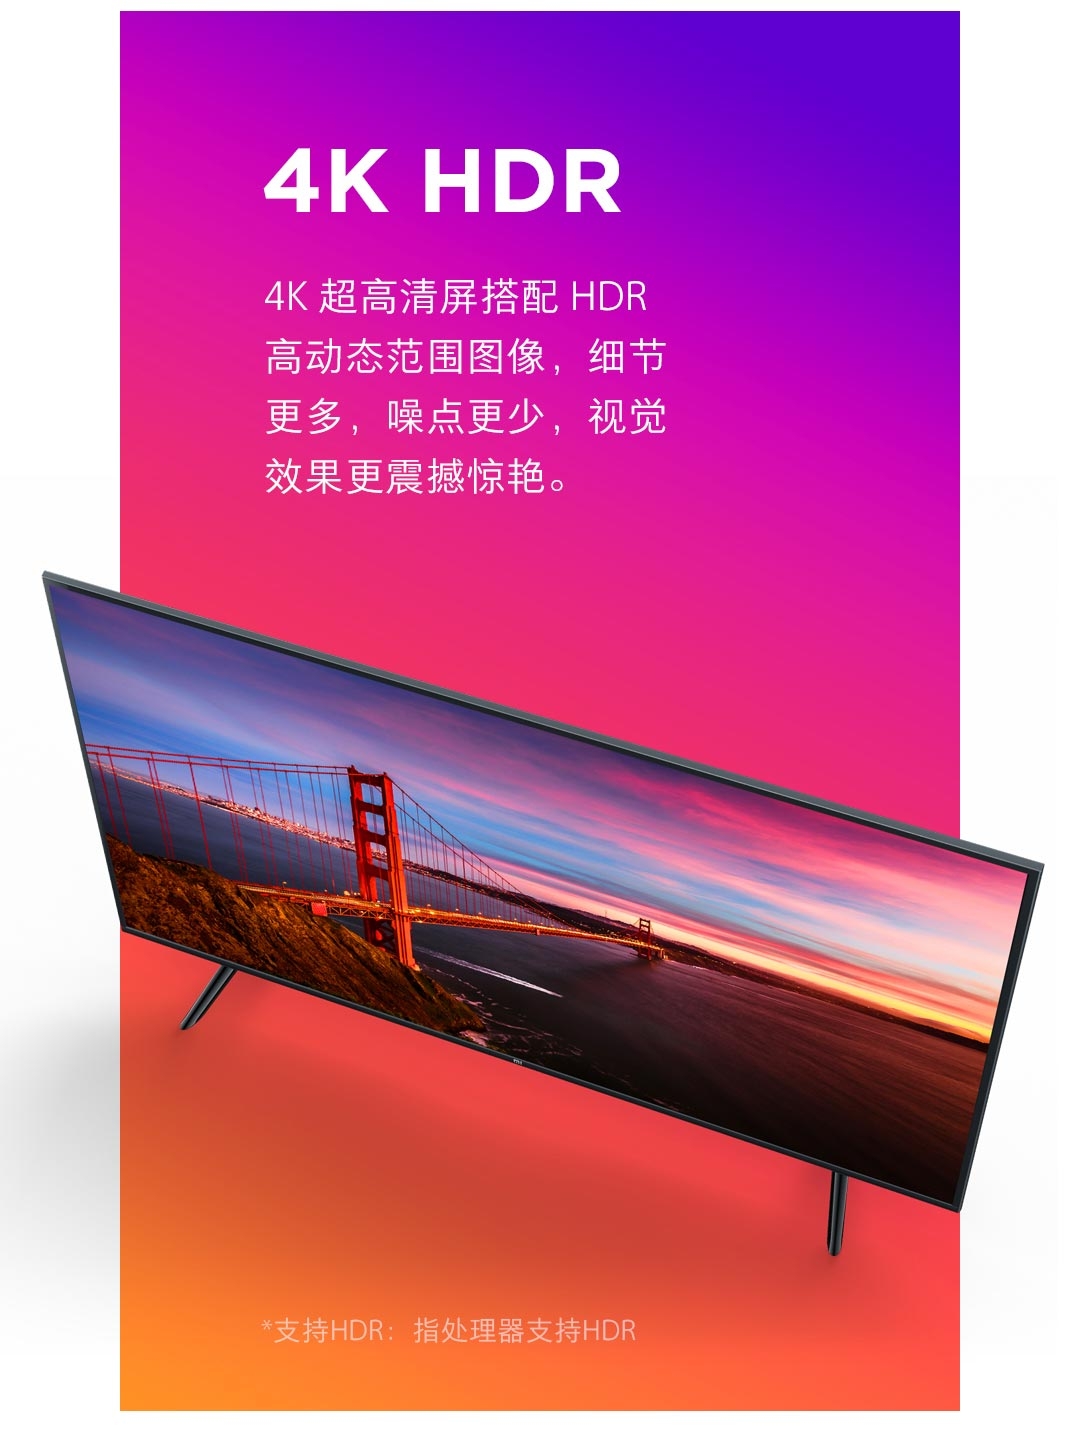 4K HDR
4K 超高清屏搭配 HDR
高动态范围图像，细节
更多，噪点更少，视觉
效果更震撼惊艳。
mi
*支持HDR：指处理器支持HDR